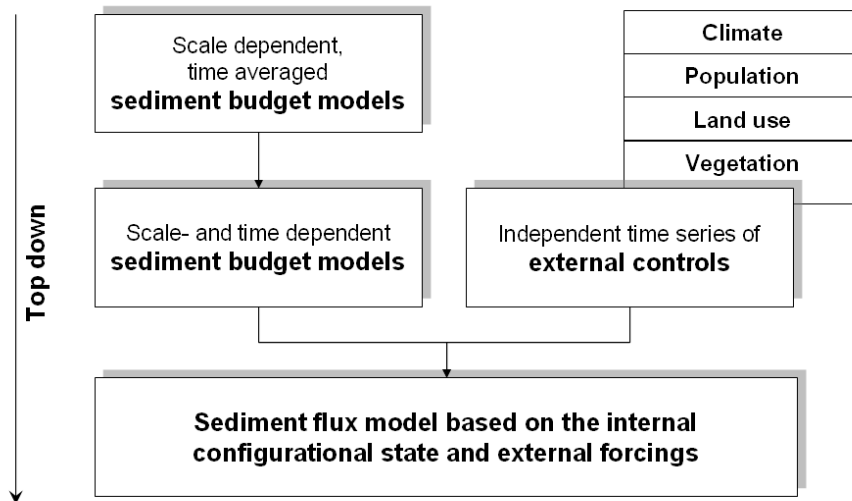 Scale dependent,
time averaged
sediment budget models
Climate
Population
Land use
Vegetation
Scale- and time dependent
sediment budget models
Independent time series of
external controls
Top down
Sediment flux model based on the internal
configurational state and external forcings